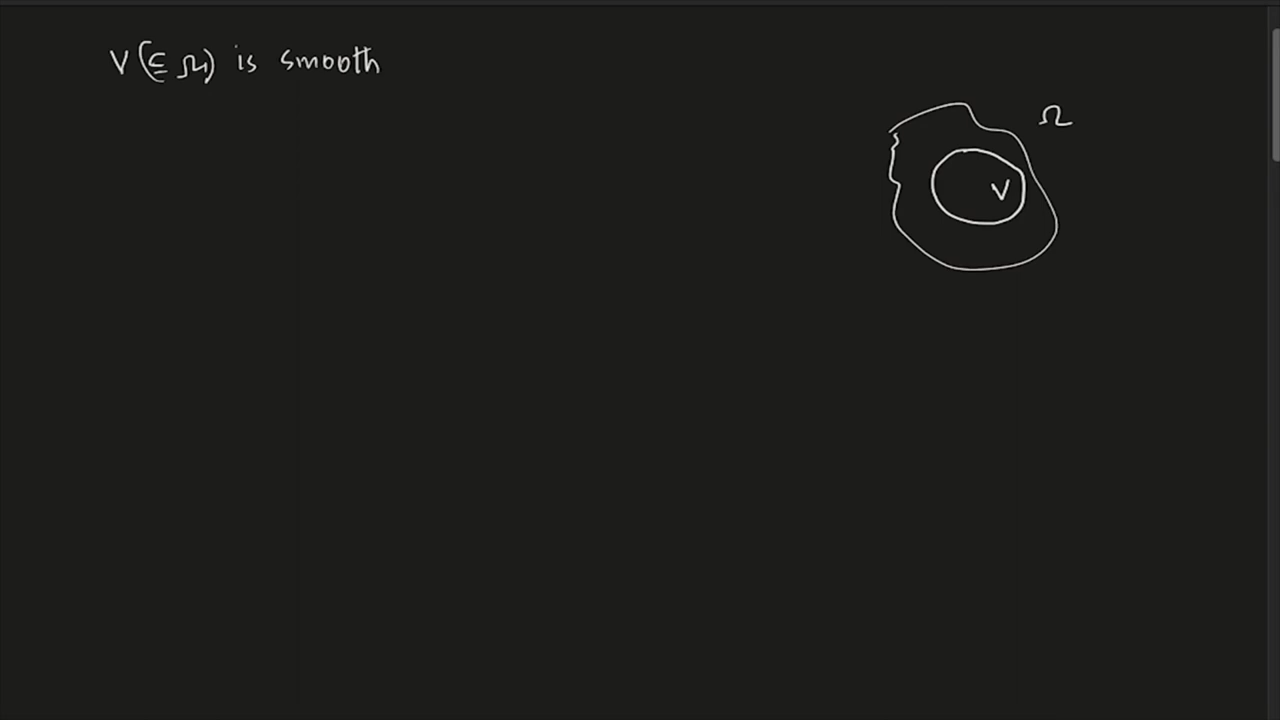 V (⊆ Ω) is smooth
Ω
V